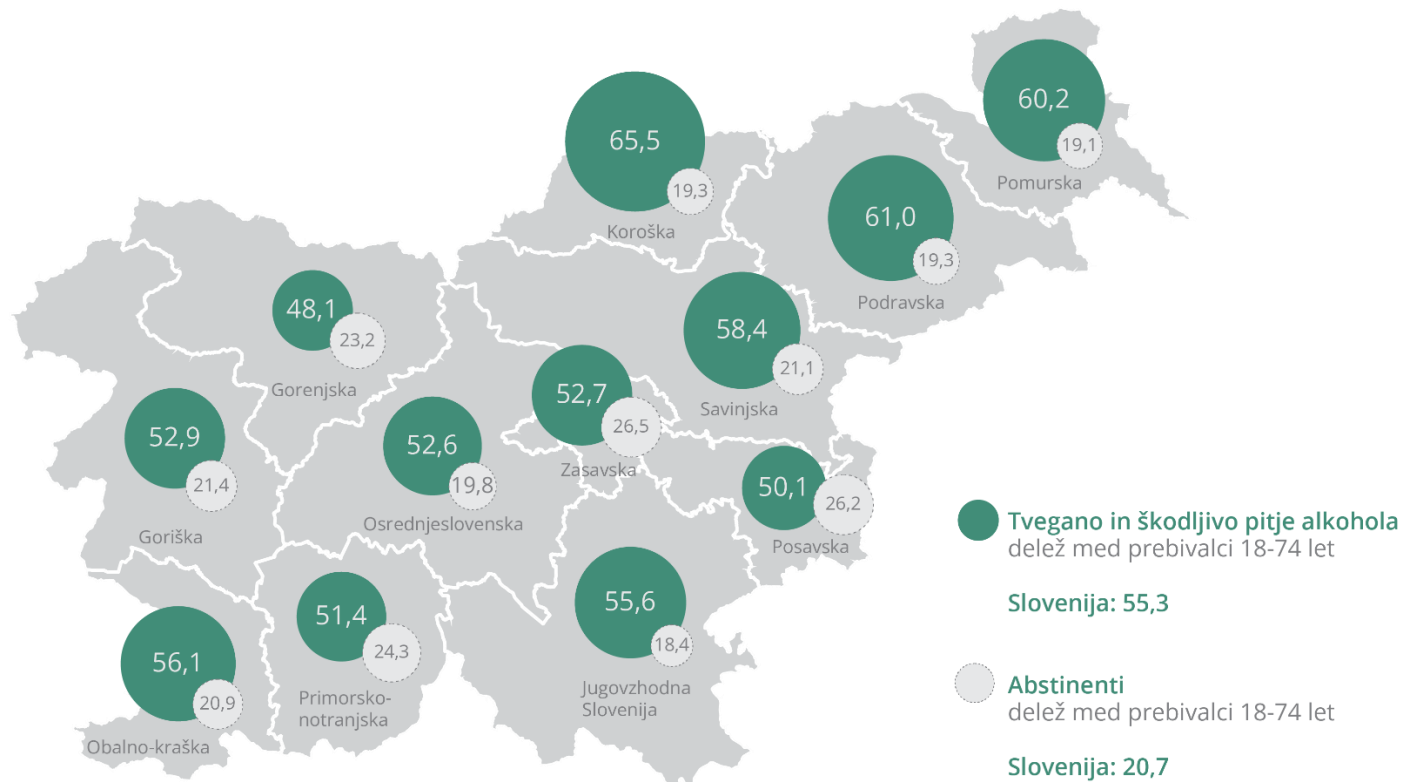 60,2
19,1
Pomurska
65,5
19,3
Koroška
61,0
19,3
Podravska
48,1
23,2
Gorenjska
58,4
21,1
Savinjska
52,7
26,5
Zasavska
52,9
21,4
Goriška
52,6
19,8
Osrednjeslovenska
50,1
26,2
Posavska
55,6
18,4
Jugovzhodna
Slovenija
51,4
24,3
Primorsko-
notranjska
56,1
20,9
Obalno-kraška
Tvegano in škodljivo pitje alkohola
delež med prebivalci 18-74 let
Slovenija: 55,3
Abstinenti
delež med prebivalci 18-74 let
Slovenija: 20,7